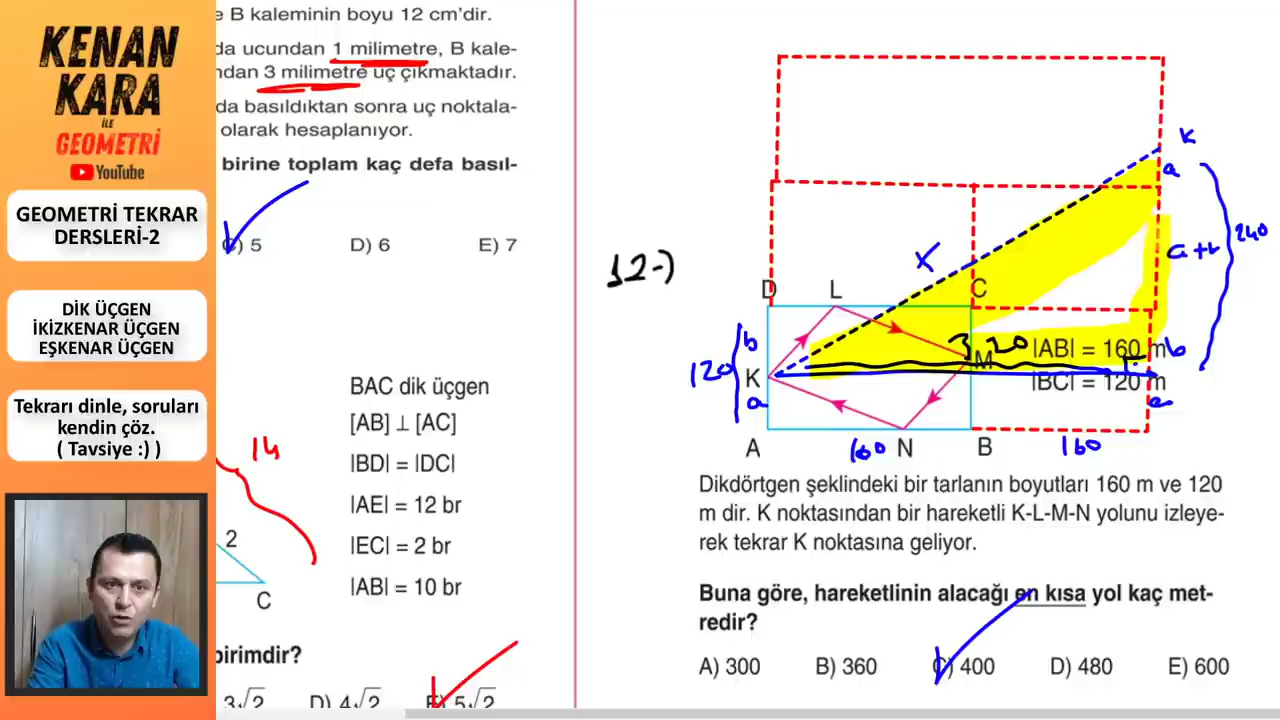 KENAN
KARA
İLE
GEOMETRİ
YouTube
GEOMETRİ TEKRAR
DERSLERİ-2
DİK ÜÇGEN
İKİZKENAR ÜÇGEN
EŞKENAR ÜÇGEN
Tekrarı dinle, soruları
kendin çöz.
( Tavsiye :) )
e B kaleminin boyu 12 cm'dir.
da ucundan 1 milimetre, B kale-
ndan 3 milimetre uç çıkmaktadır.
da basıldıktan sonra uç noktala-
olarak hesaplanıyor.
birine toplam kaç defa basıl-
C) 5 D) 6 E) 7
14
2
C
BAC dik üçgen
[AB] ⊥ [AC]
|BD| = |DC|
|AE| = 12 br
|EC| = 2 br
|AB| = 10 br
birimdir?
3√2 D) 4√2 E) 5√2
12-)
K
a
240
a+b
x
D L C
b 320 |AB| = 160 m b
120 K M |BC| = 120 m
a a
A 160 N B 160
Dikdörtgen şeklindeki bir tarlanın boyutları 160 m ve 120
m dir. K noktasından bir hareketli K-L-M-N yolunu izleye-
rek tekrar K noktasına geliyor.
Buna göre, hareketlinin alacağı en kısa yol kaç met-
redir?
A) 300 B) 360 C) 400 D) 480 E) 600